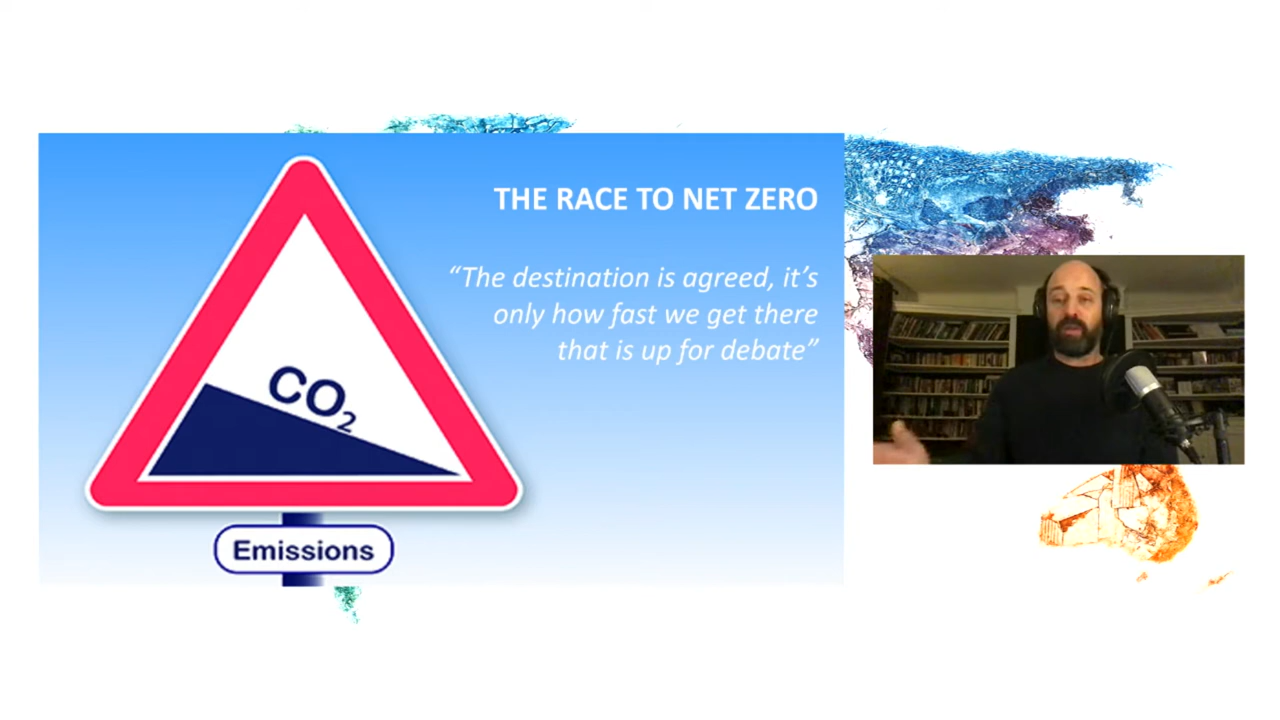 THE RACE TO NET ZERO
“The destination is agreed, it’s
only how fast we get there
that is up for debate”
CO₂
Emissions